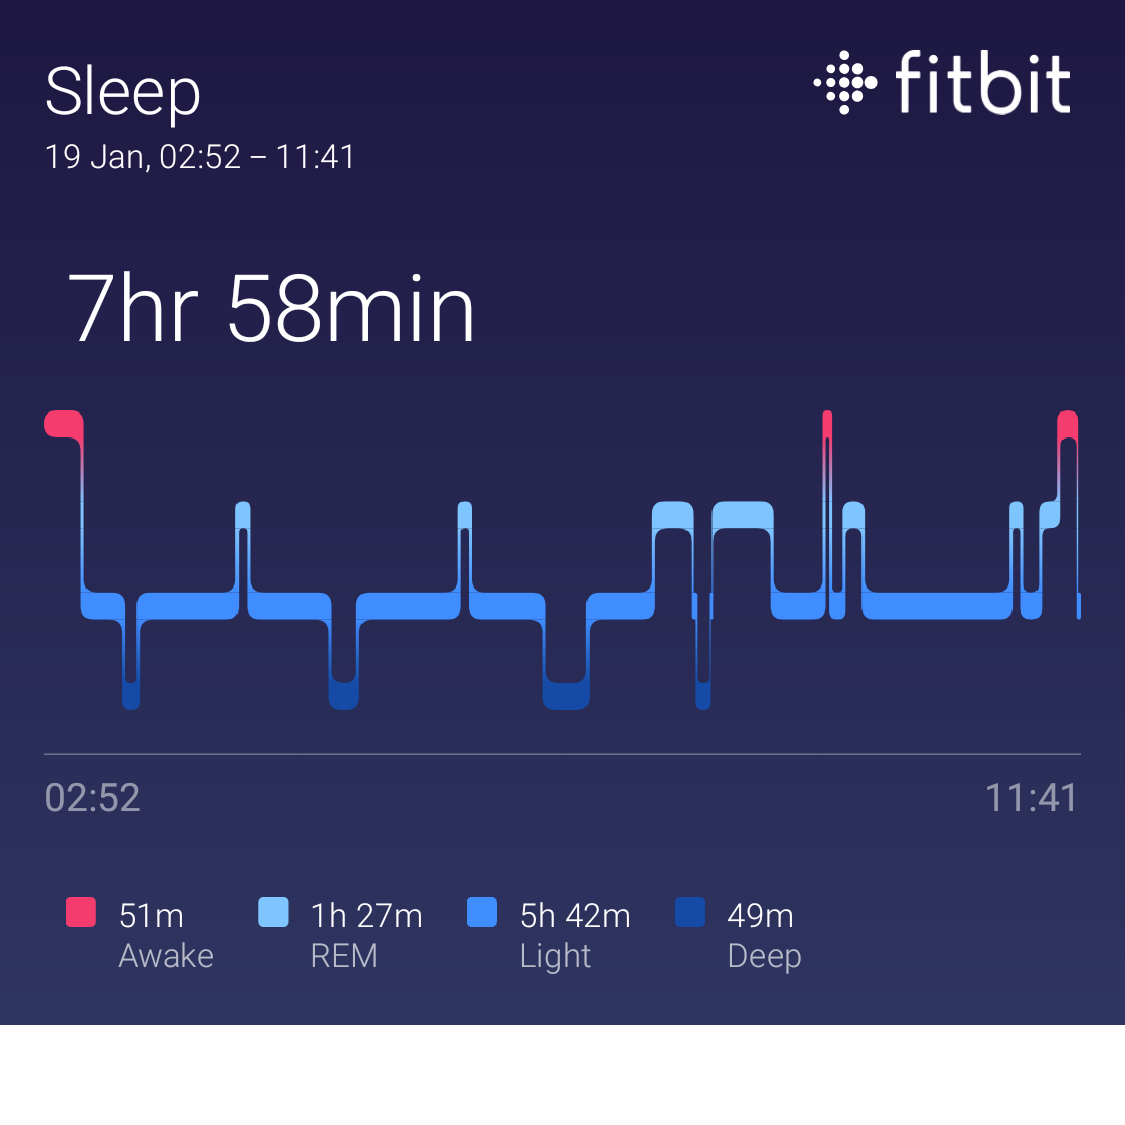 Sleep
fitbit
19 Jan, 02:52 – 11:41
7hr 58min
02:52
11:41
51m
Awake
1h 27m
REM
5h 42m
Light
49m
Deep